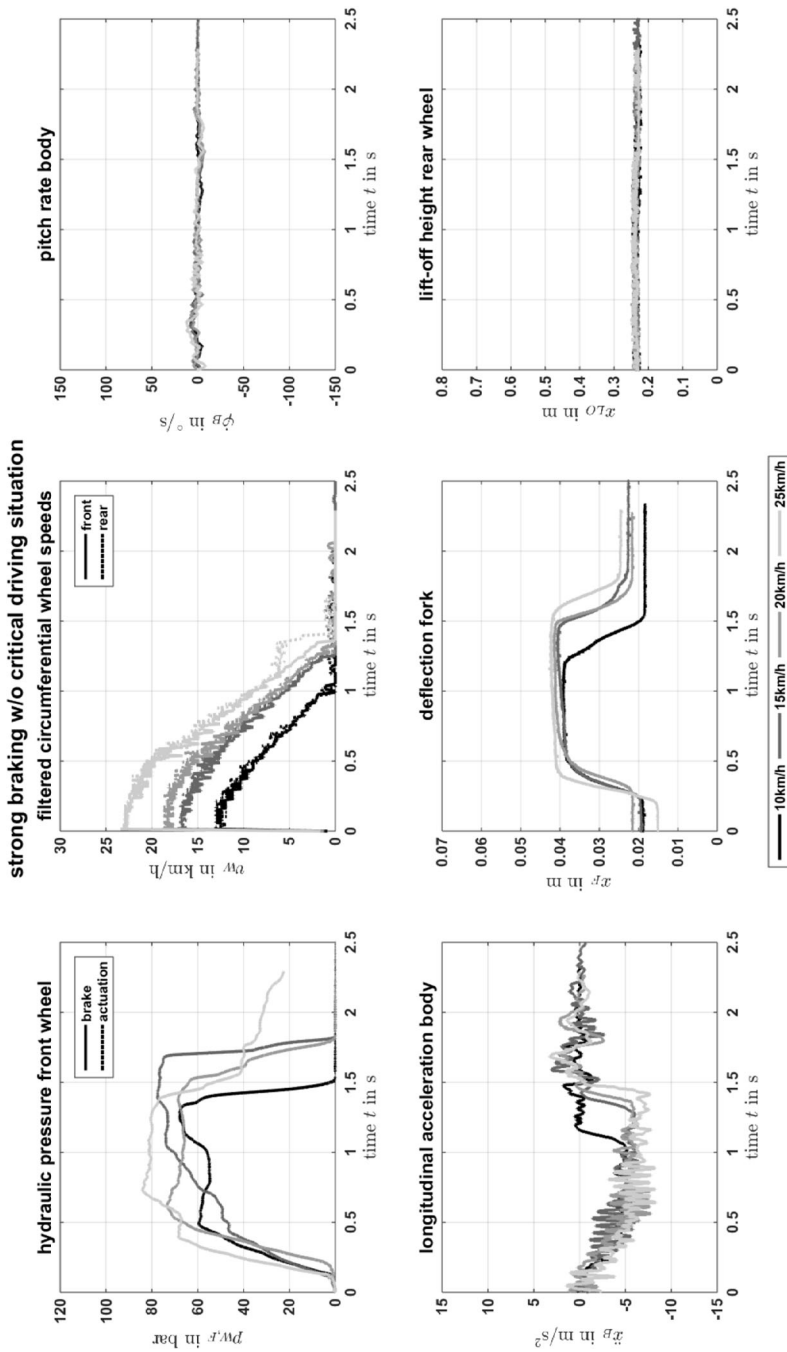 strong braking w/o critical driving situation
hydraulic pressure front wheel
120
100
80
60
40
20
0
p_{W,F} in bar
brake
actuation
0 0.5 1 1.5 2 2.5
time t in s
filtered circumferential wheel speeds
30
25
20
15
10
5
0
v_W in km/h
front
rear
0 0.5 1 1.5 2 2.5
time t in s
pitch rate body
150
100
50
0
-50
-100
-150
φ̇_B in °/s
0 0.5 1 1.5 2 2.5
time t in s
longitudinal acceleration body
15
10
5
0
-5
-10
-15
ẍ_B in m/s²
0 0.5 1 1.5 2 2.5
time t in s
deflection fork
0.07
0.06
0.05
0.04
0.03
0.02
0.01
0
x_F in m
0 0.5 1 1.5 2 2.5
time t in s
lift-off height rear wheel
0.8
0.7
0.6
0.5
0.4
0.3
0.2
0.1
0
x_{LO} in m
0 0.5 1 1.5 2 2.5
time t in s
10km/h 15km/h 20km/h 25km/h